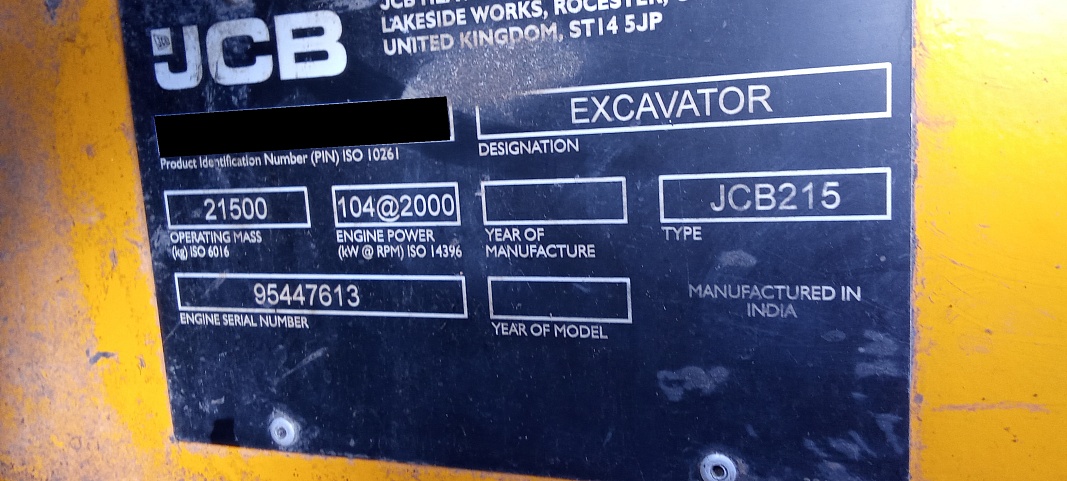 JCB
LAKESIDE WORKS, ROCESTER,
UNITED KINGDOM, ST14 5JP
EXCAVATOR
Product Identification Number (PIN) ISO 10261
DESIGNATION
21500
104@2000
JCB215
OPERATING MASS
(kg) ISO 6016
ENGINE POWER
(kW @ RPM) ISO 14396
YEAR OF
MANUFACTURE
TYPE
95447613
MANUFACTURED IN
INDIA
ENGINE SERIAL NUMBER
YEAR OF MODEL